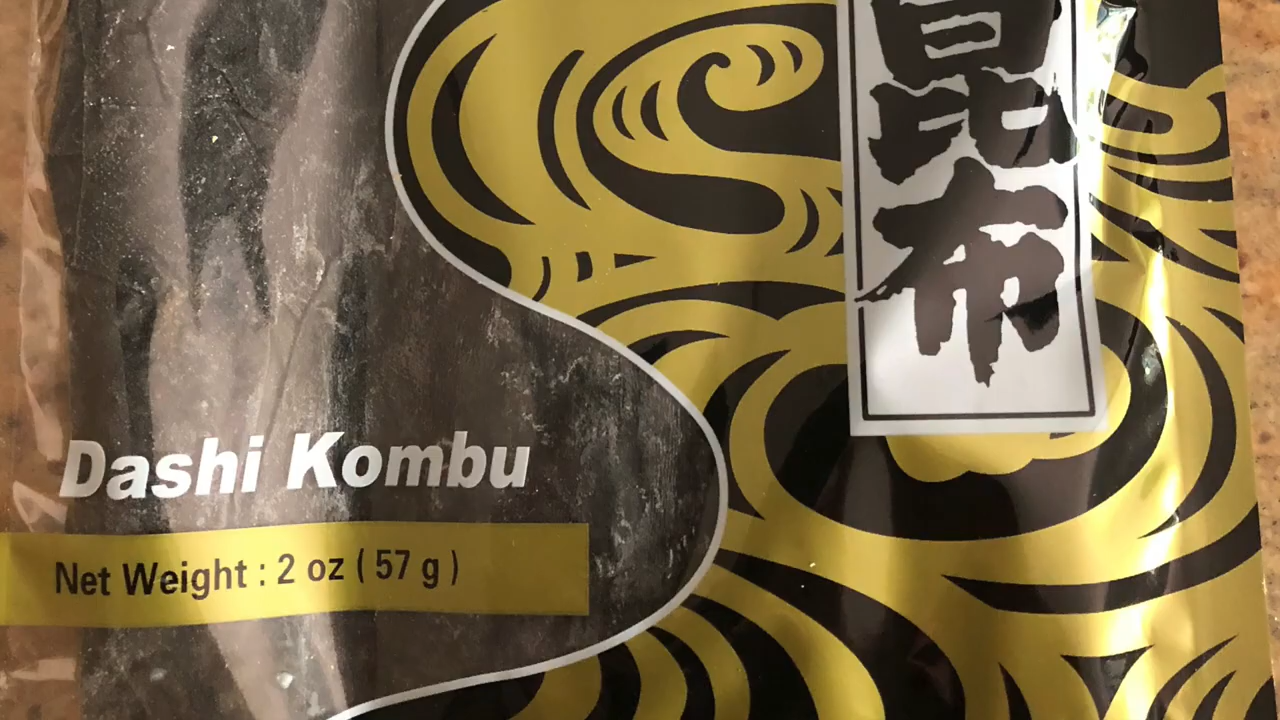 昆布
Dashi Kombu
Net Weight : 2 oz ( 57 g )